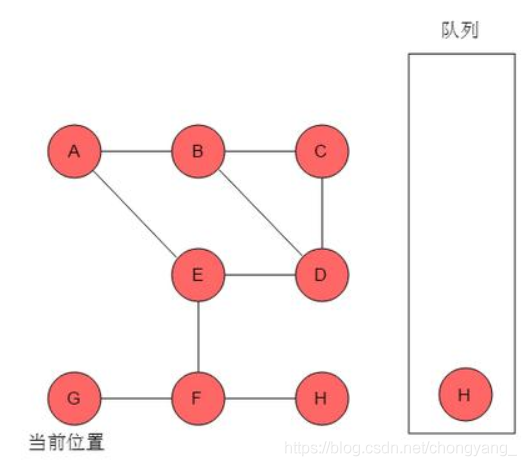 队列
A B C
E D
G F H H
当前位置
https://blog.csdn.net/chongyang_